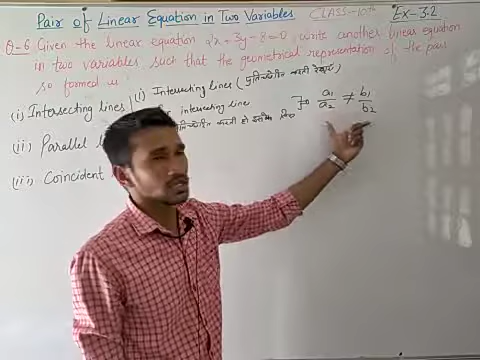 Pair of Linear Equation in Two Variables CLASS-10th Ex-3.2
Q-6 Given the linear equation 2x+3y-8=0, write another linear equation
in two variables such that the geometrical representation of the pair
so formed is
(i) Intersecting lines (i) Intersecting lines (प्रतिच्छेदित करती रेखाएं)
intersecting line a₁/a₂ ≠ b₁/b₂
(ii) Parallel प्रतिच्छेदित करती हो
(iii) Coincident